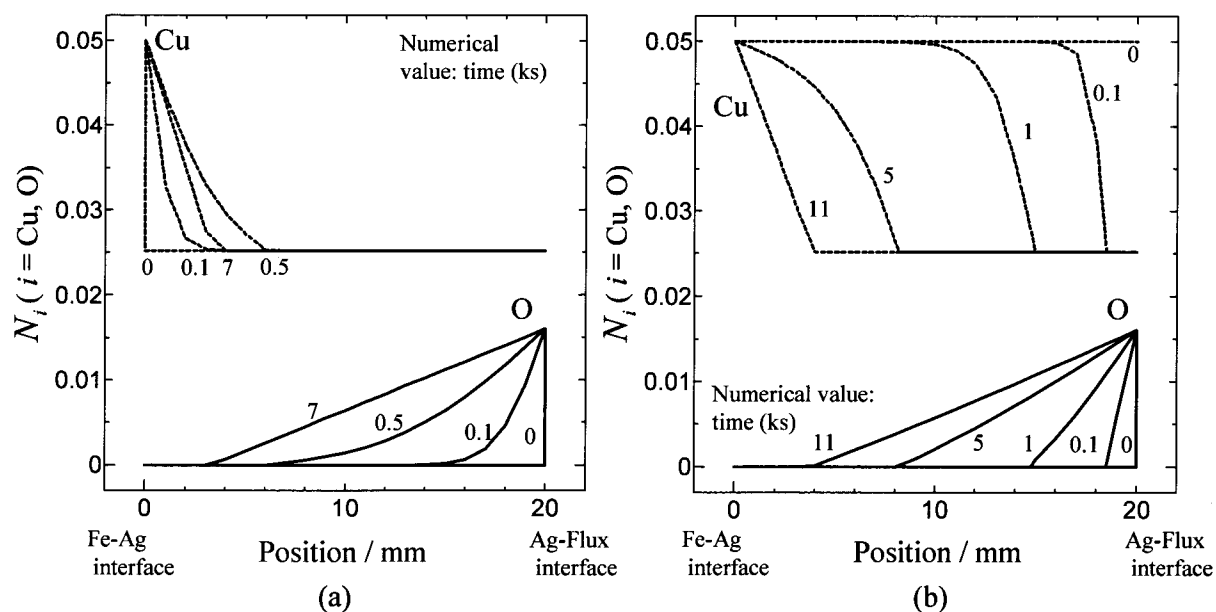 0.05
0.04
0.03
0.02
0.01
0
N_i ( i = Cu, O)
Cu
Numerical
value: time (ks)
0
0.1
7
0.5
O
7
0.5
0.1
0
0
10
20
Fe-Ag
interface
Position / mm
Ag-Flux
interface
(a)
0.05
0.04
0.03
0.02
0.01
0
N_i ( i = Cu, O)
Cu
0
0.1
1
5
11
O
Numerical value:
time (ks)
11
5
1
0.1
0
0
10
20
Fe-Ag
interface
Position / mm
Ag-Flux
interface
(b)